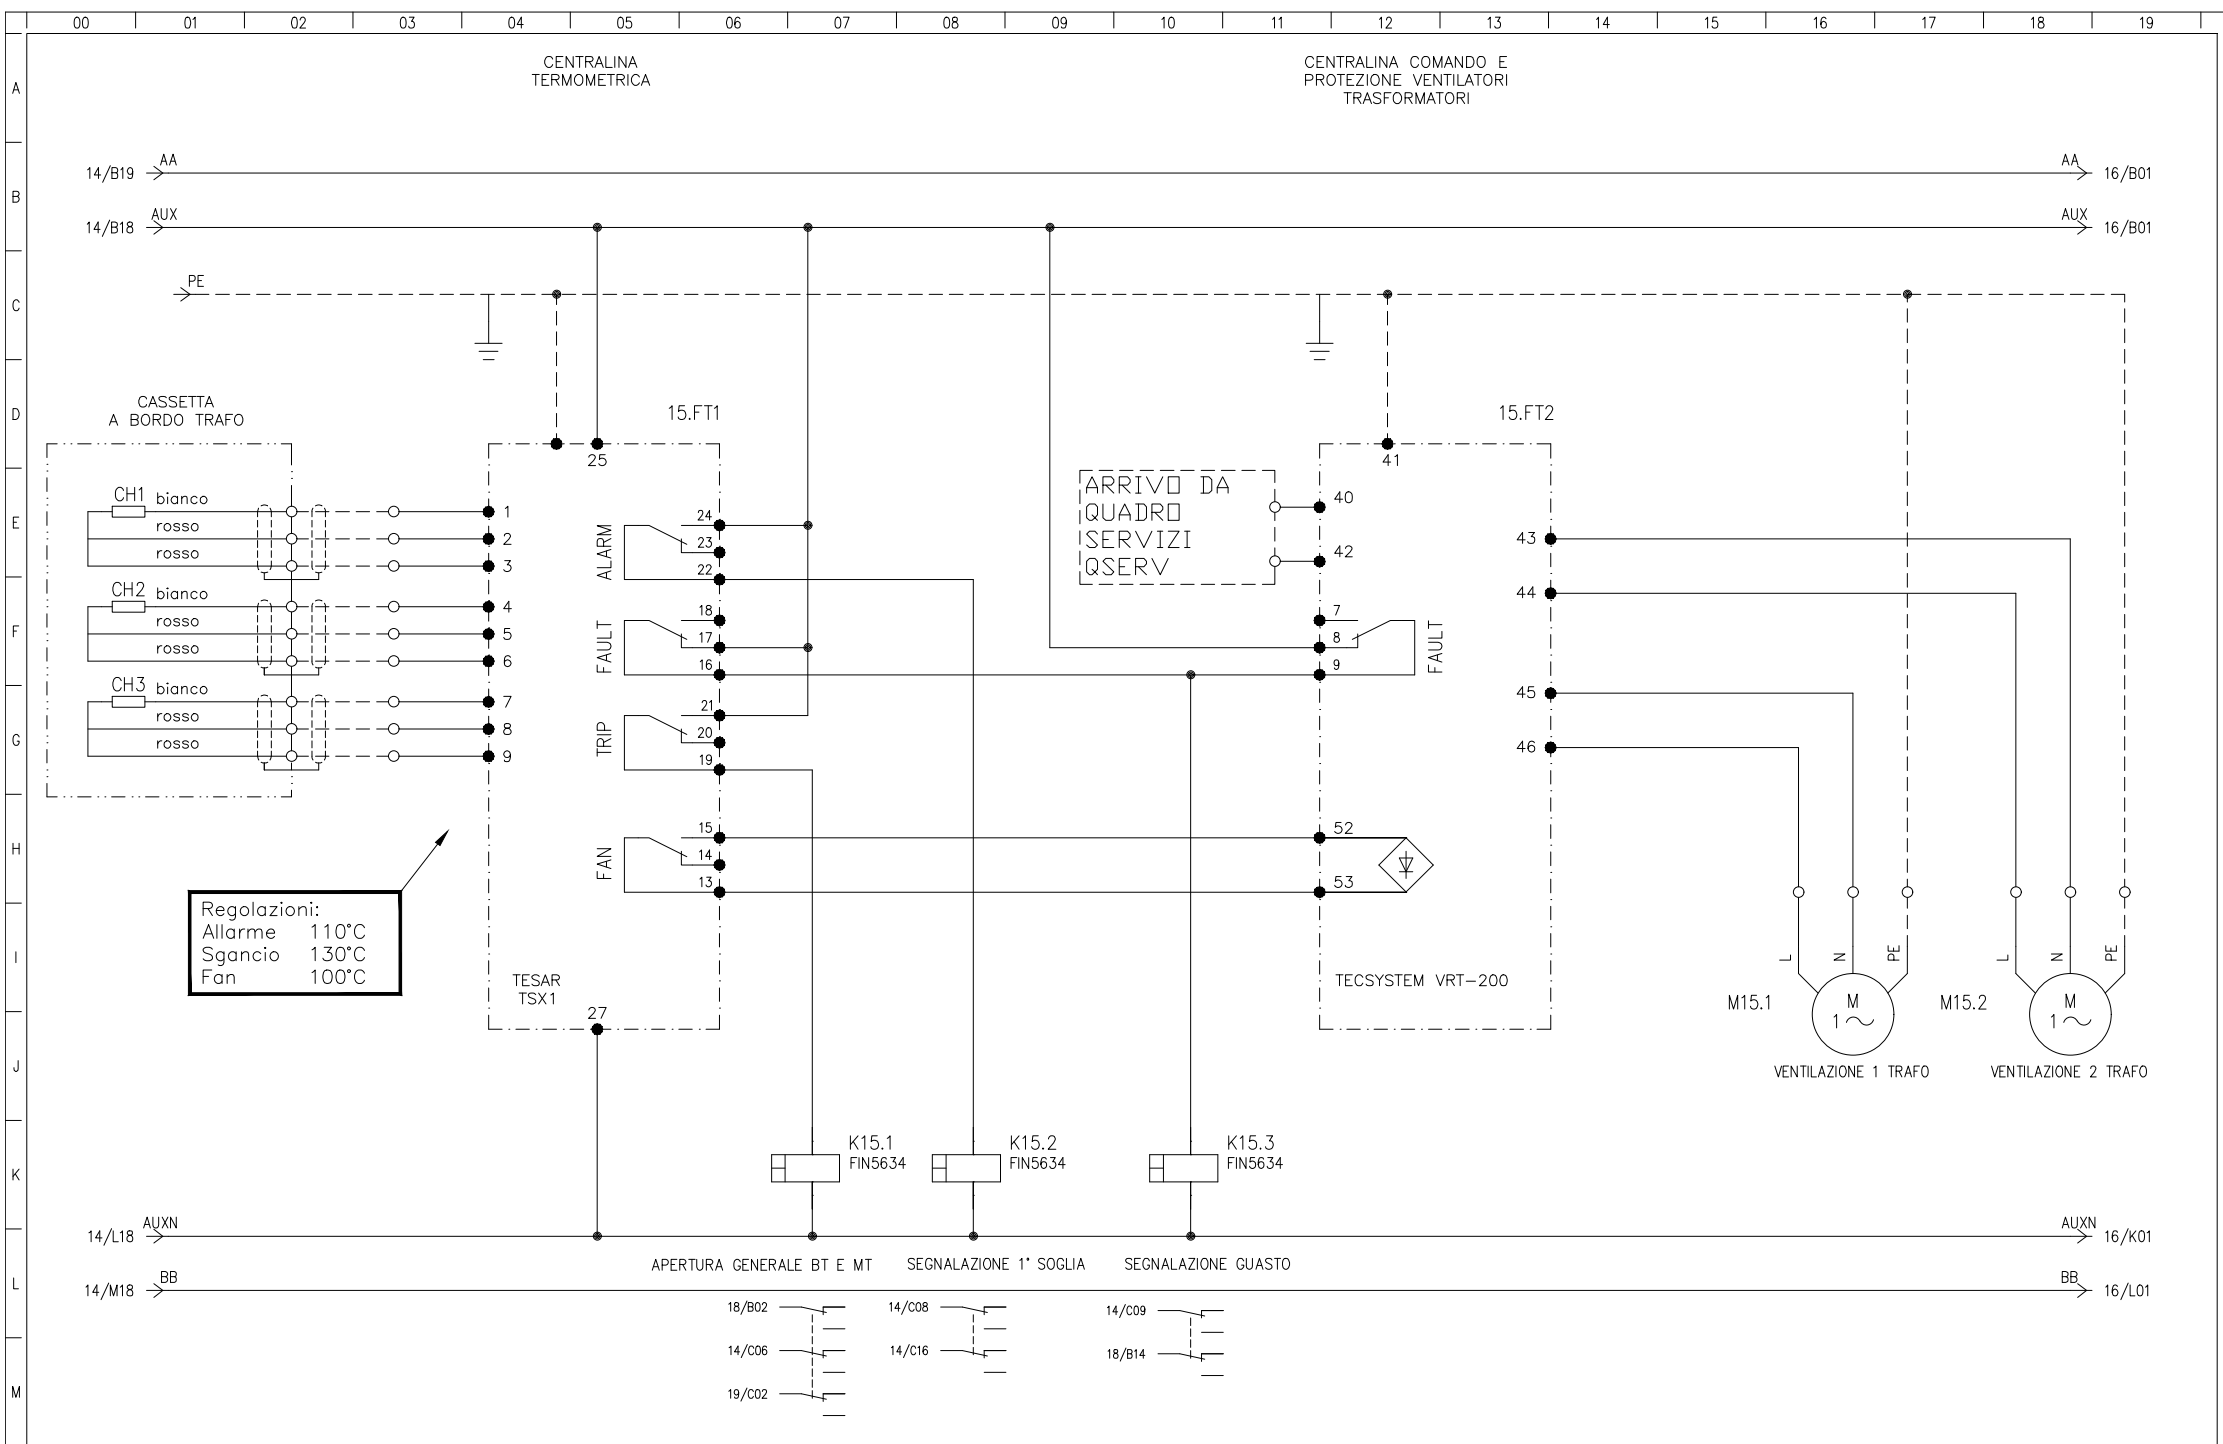 00 01 02 03 04 05 06 07 08 09 10 11 12 13 14 15 16 17 18 19
A
B
C
D
E
F
G
H
I
J
K
L
M
CENTRALINA
TERMOMETRICA
CENTRALINA COMANDO E
PROTEZIONE VENTILATORI
TRASFORMATORI
14/B19 AA
AA 16/B01
14/B18 AUX
AUX 16/B01
PE
CASSETTA
A BORDO TRAFO
CH1 bianco
rosso
rosso
CH2 bianco
rosso
rosso
CH3 bianco
rosso
rosso
1
2
3
4
5
6
7
8
9
15.FT1
25
ALARM
24
23
22
FAULT
18
17
16
TRIP
21
20
19
FAN
15
14
13
TESAR
TSX1
27
Regolazioni:
Allarme 110°C
Sgancio 130°C
Fan 100°C
15.FT2
41
ARRIVO DA
QUADRO
SERVIZI
QSERV
40
42
7
8
9
FAULT
43
44
45
46
52
53
TECSYSTEM VRT-200
L
N
PE
M15.1
M
1
VENTILAZIONE 1 TRAFO
L
N
PE
M15.2
M
1
VENTILAZIONE 2 TRAFO
K15.1
FIN5634
K15.2
FIN5634
K15.3
FIN5634
14/L18 AUXN
AUXN 16/K01
APERTURA GENERALE BT E MT
SEGNALAZIONE 1° SOGLIA
SEGNALAZIONE GUASTO
14/M18 BB
BB 16/L01
18/B02
14/C06
19/C02
14/C08
14/C16
14/C09
18/B14